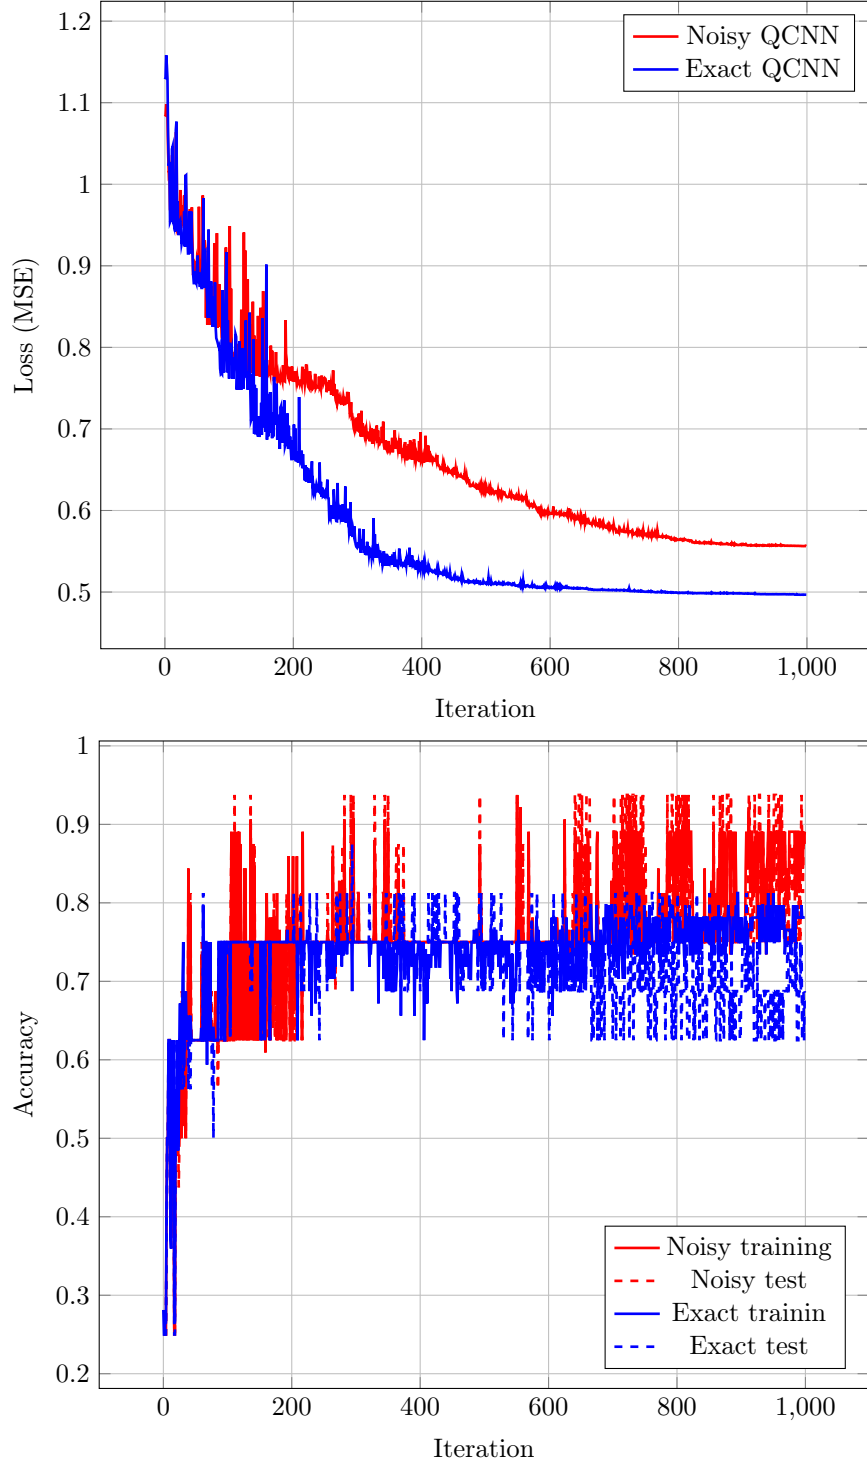 1.2
1.1
1
0.9
0.8
0.7
0.6
0.5
Loss (MSE)
Noisy QCNN
Exact QCNN
0 200 400 600 800 1,000
Iteration
1
0.9
0.8
0.7
0.6
0.5
0.4
0.3
0.2
Accuracy
Noisy training
Noisy test
Exact trainin
Exact test
0 200 400 600 800 1,000
Iteration